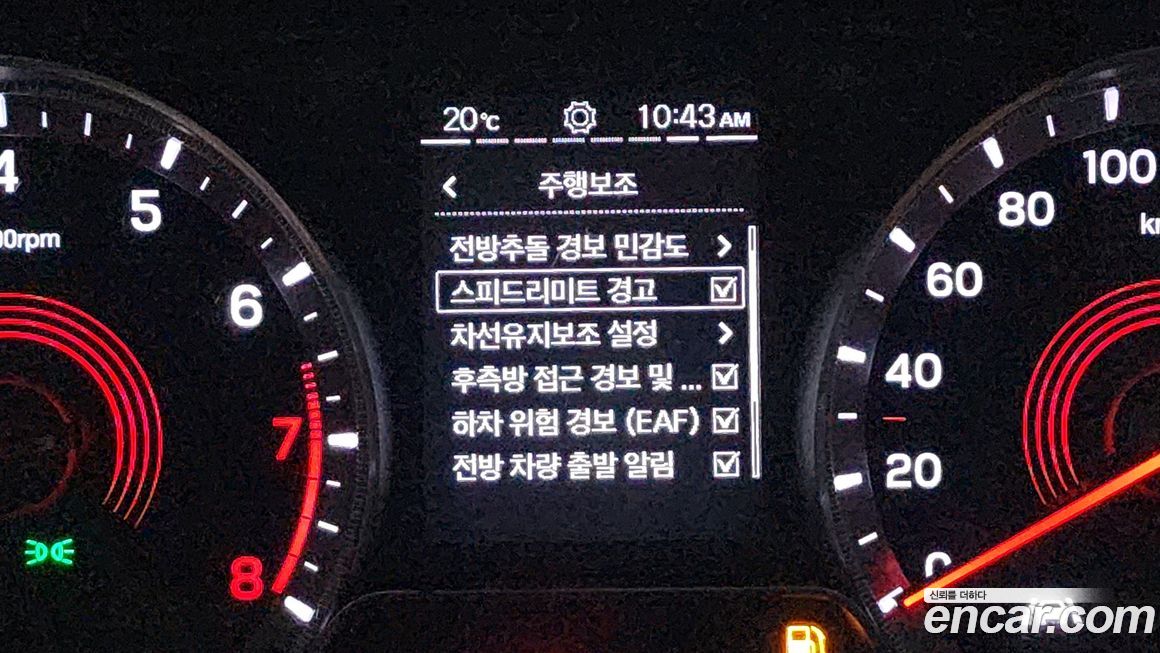 20℃ 10:43 AM
주행보조
전방추돌 경보 민감도
스피드리미트 경고
차선유지보조 설정
후측방 접근 경보 및 ...
하차 위험 경보 (EAF)
전방 차량 출발 알림
4
5
6
7
8
00rpm
100
80
60
40
20
0
km
신뢰를 더하다
encar.com